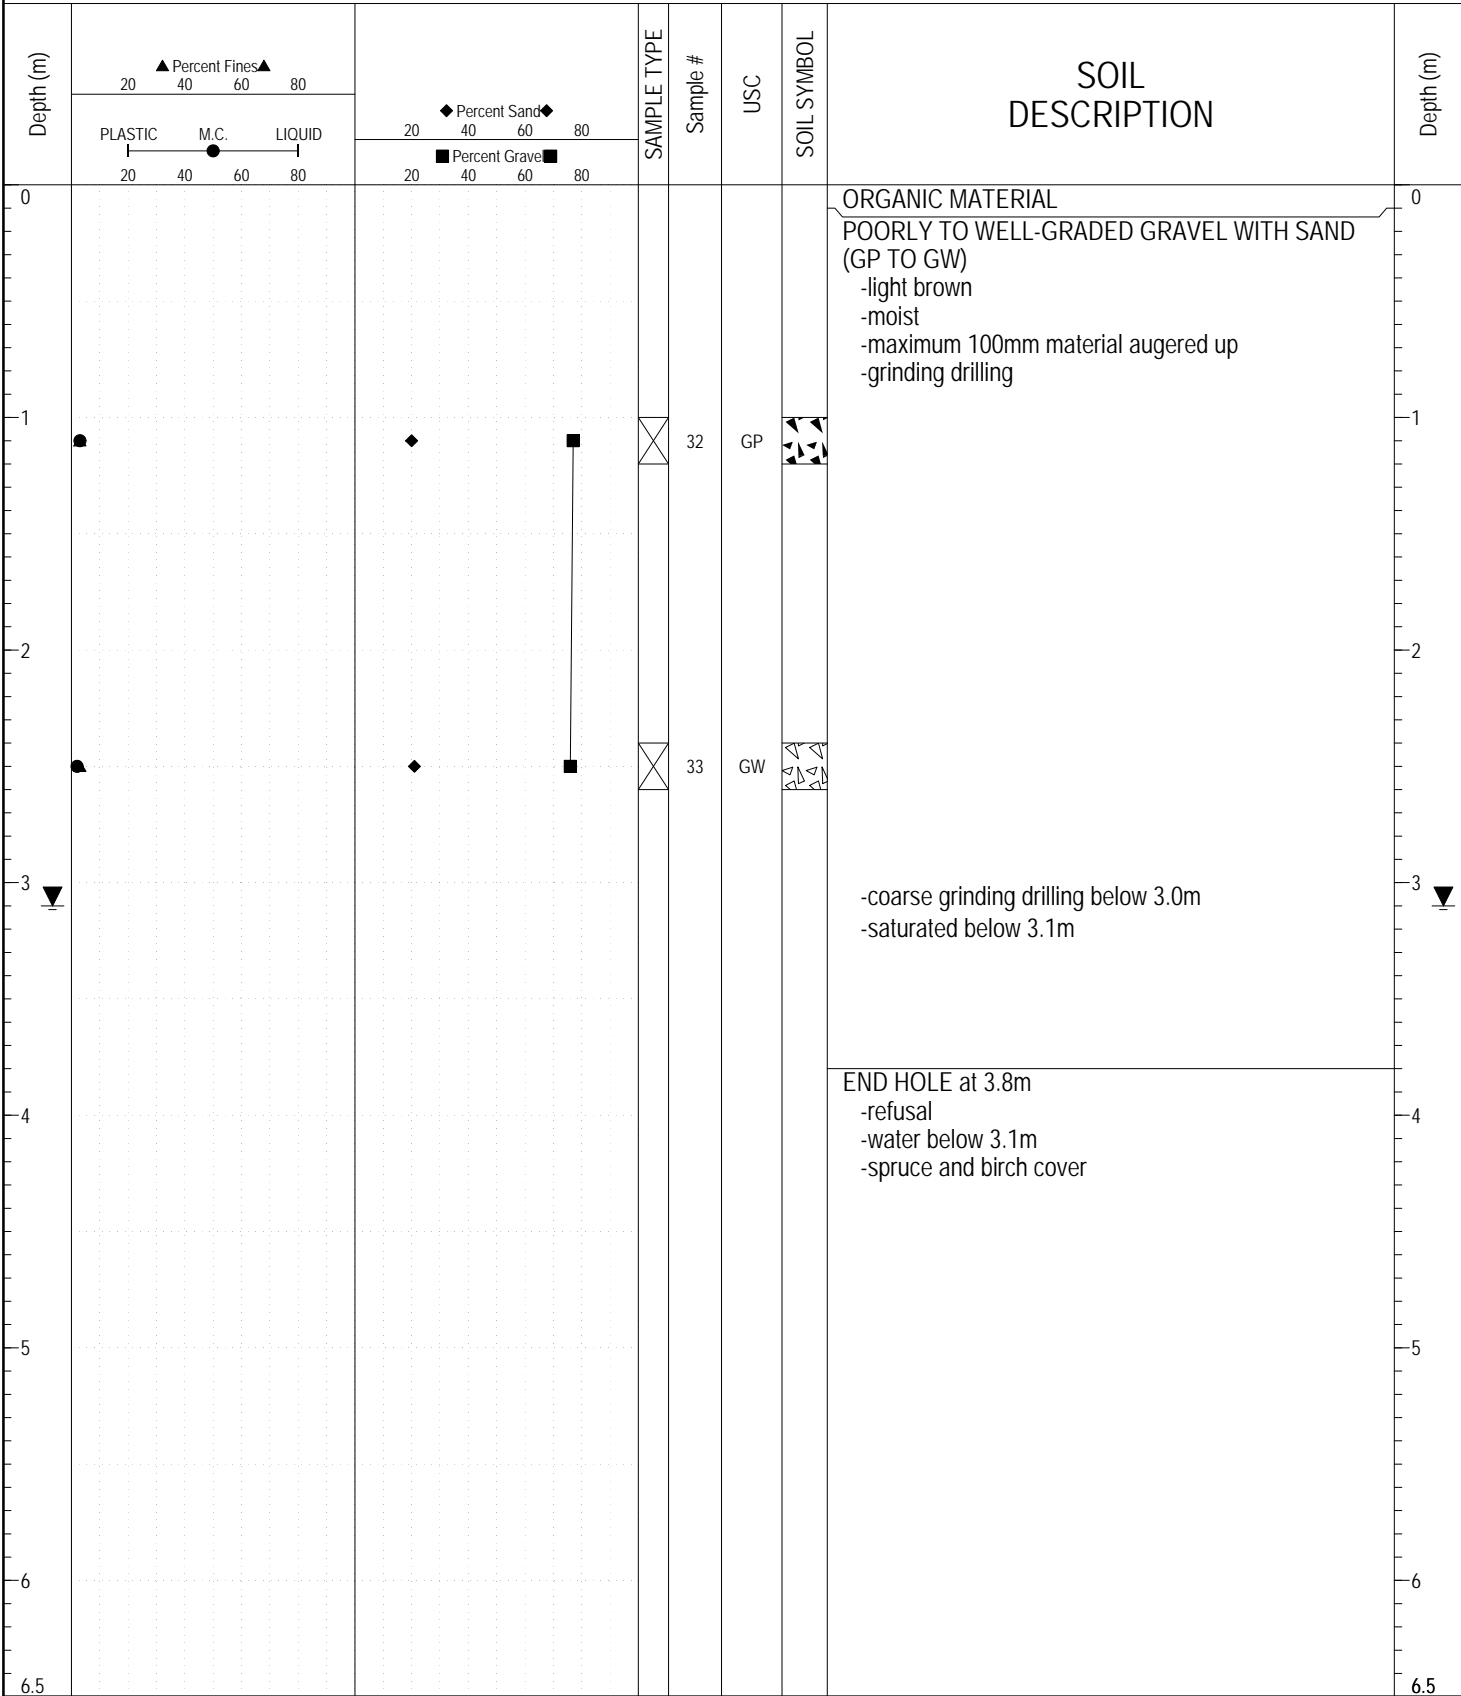 Depth (m)
▲ Percent Fines ▲
20 40 60 80
PLASTIC M.C. LIQUID
20 40 60 80
◆ Percent Sand ◆
20 40 60 80
■ Percent Gravel ■
20 40 60 80
SAMPLE TYPE
Sample #
USC
SOIL SYMBOL
SOIL
DESCRIPTION
Depth (m)
0
ORGANIC MATERIAL
0
POORLY TO WELL-GRADED GRAVEL WITH SAND
(GP TO GW)
-light brown
-moist
-maximum 100mm material augered up
-grinding drilling
1
1
32 GP
2
2
33 GW
3
-coarse grinding drilling below 3.0m
3
-saturated below 3.1m
END HOLE at 3.8m
-refusal
4
4
-water below 3.1m
-spruce and birch cover
5
5
6
6
6.5
6.5